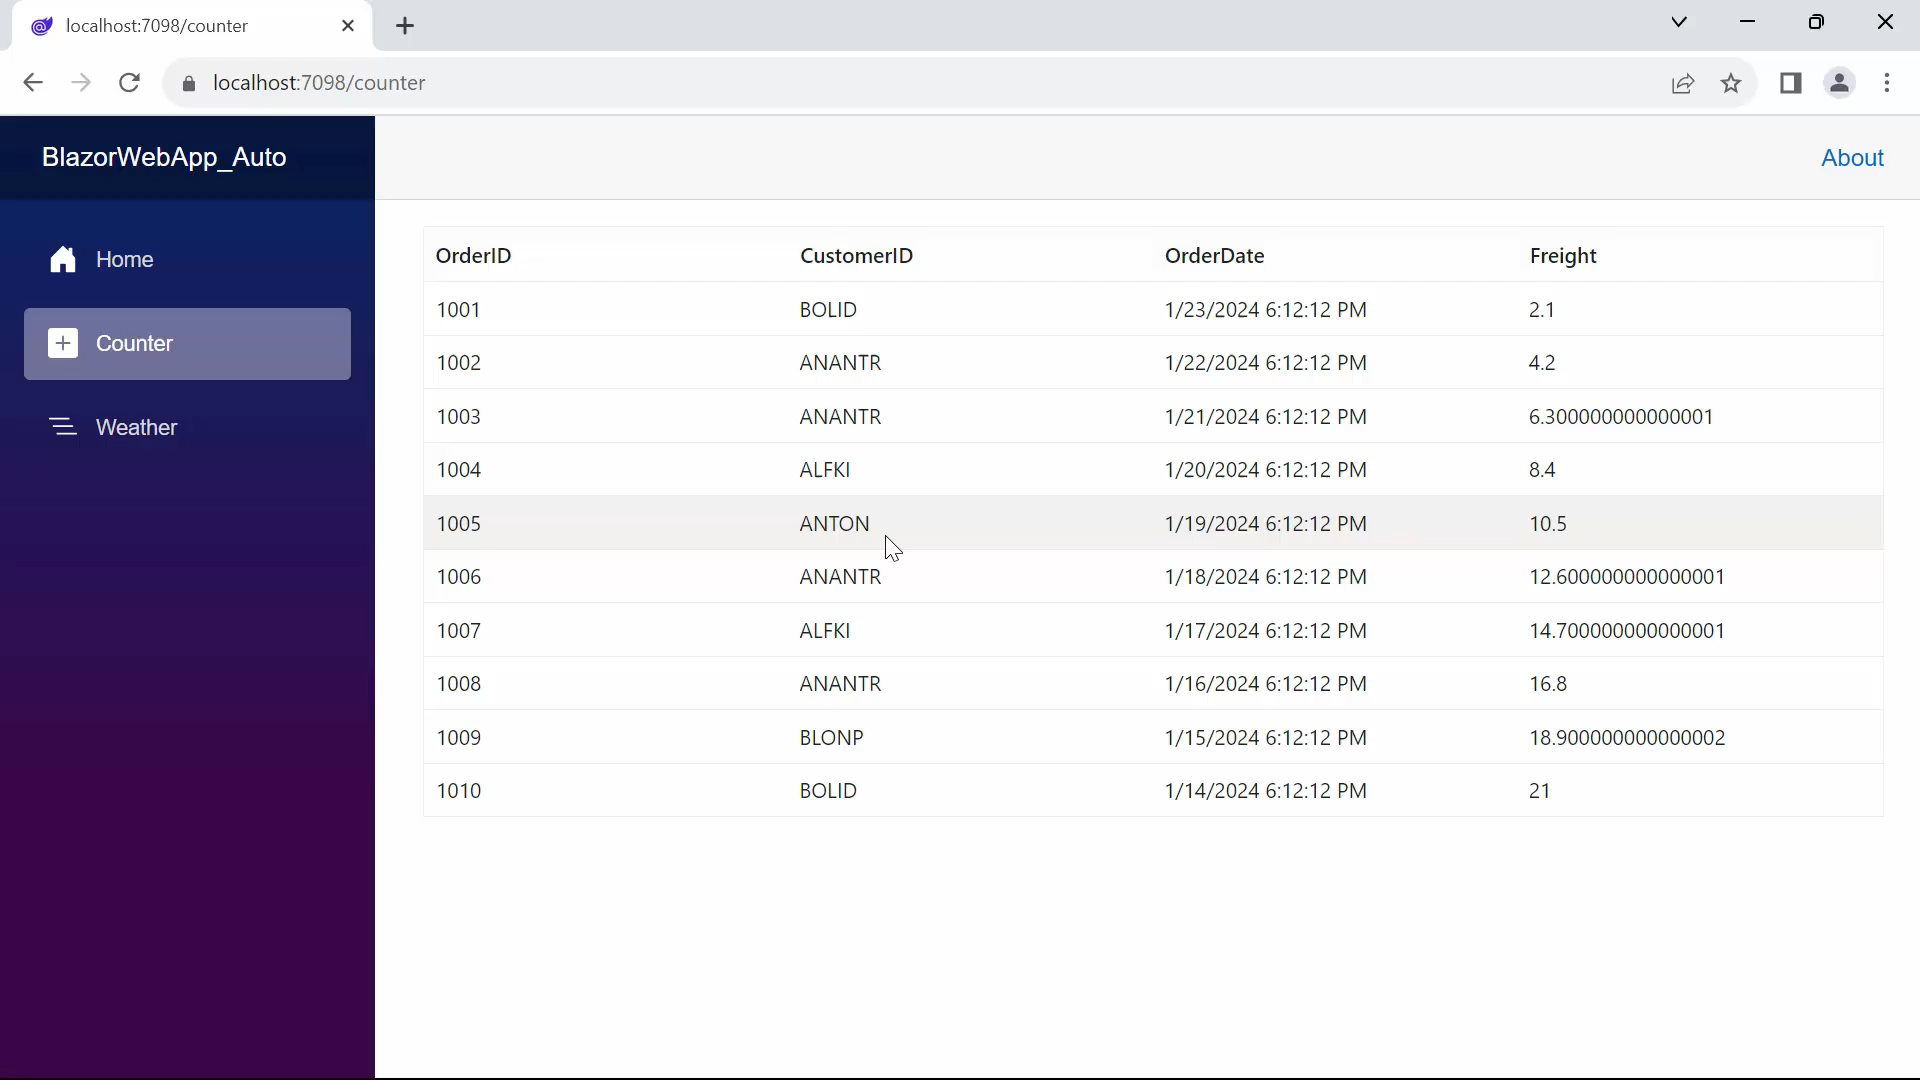 localhost:7098/counter
localhost:7098/counter
BlazorWebApp_Auto
About
Home
Counter
Weather
OrderID CustomerID OrderDate Freight
1001 BOLID 1/23/2024 6:12:12 PM 2.1
1002 ANANTR 1/22/2024 6:12:12 PM 4.2
1003 ANANTR 1/21/2024 6:12:12 PM 6.300000000000001
1004 ALFKI 1/20/2024 6:12:12 PM 8.4
1005 ANTON 1/19/2024 6:12:12 PM 10.5
1006 ANANTR 1/18/2024 6:12:12 PM 12.600000000000001
1007 ALFKI 1/17/2024 6:12:12 PM 14.700000000000001
1008 ANANTR 1/16/2024 6:12:12 PM 16.8
1009 BLONP 1/15/2024 6:12:12 PM 18.900000000000002
1010 BOLID 1/14/2024 6:12:12 PM 21